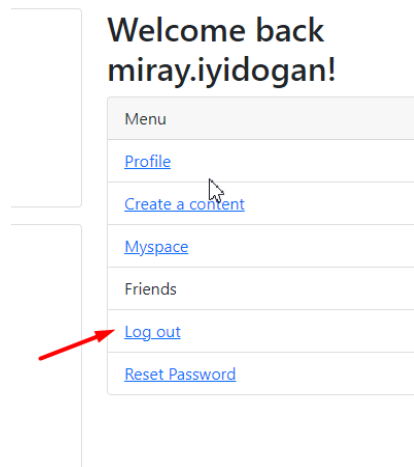 Welcome back
miray.iyidogan!
Menu
Profile
Create a content
Myspace
Friends
Log out
Reset Password